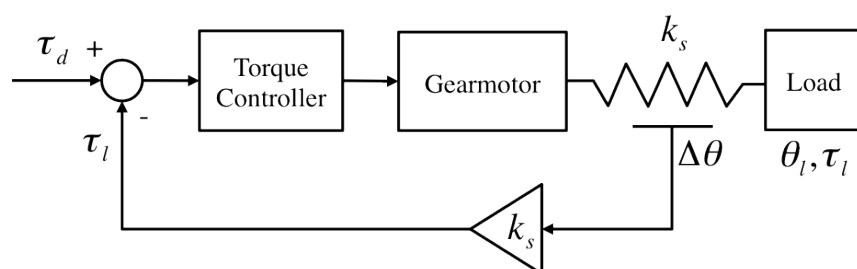 k_s
τ_d + Torque Controller Gearmotor Load
-
τ_l Δθ θ_l, τ_l
k_s